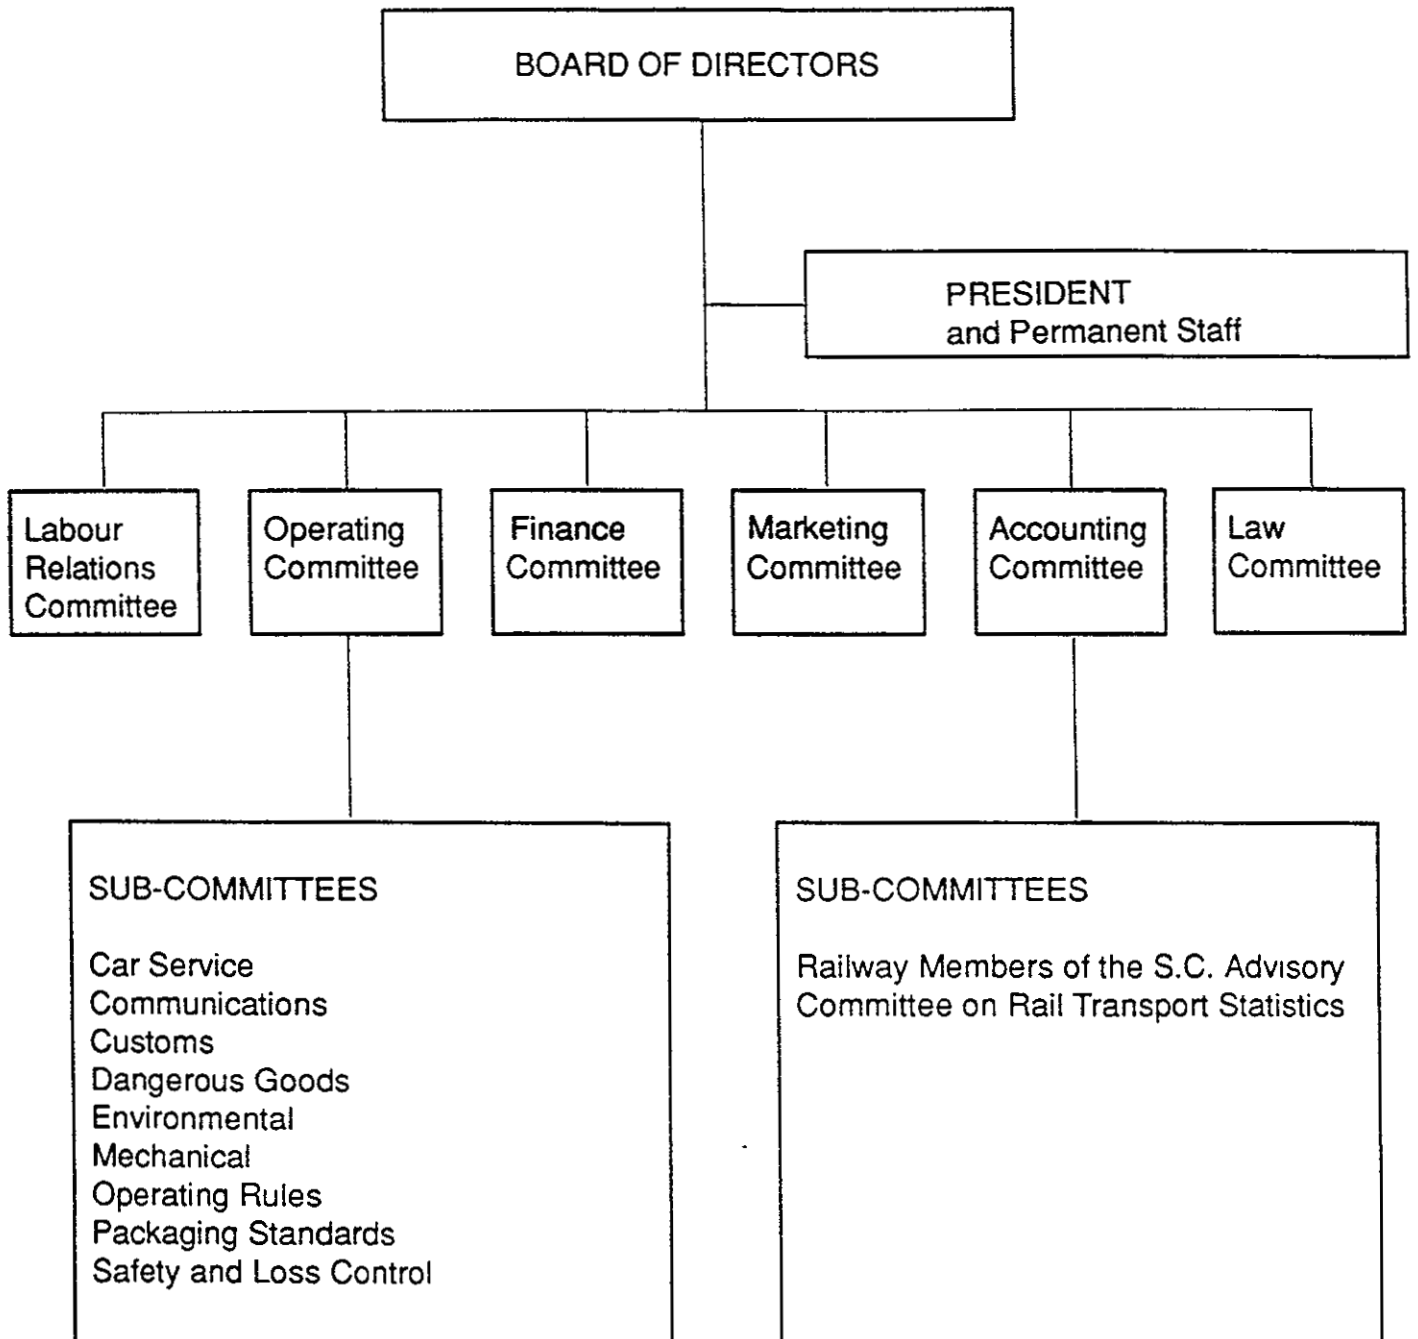 BOARD OF DIRECTORS
PRESIDENT
and Permanent Staff
Labour
Relations
Committee
Operating
Committee
Finance
Committee
Marketing
Committee
Accounting
Committee
Law
Committee
SUB-COMMITTEES
Car Service
Communications
Customs
Dangerous Goods
Environmental
Mechanical
Operating Rules
Packaging Standards
Safety and Loss Control
SUB-COMMITTEES
Railway Members of the S.C. Advisory
Committee on Rail Transport Statistics